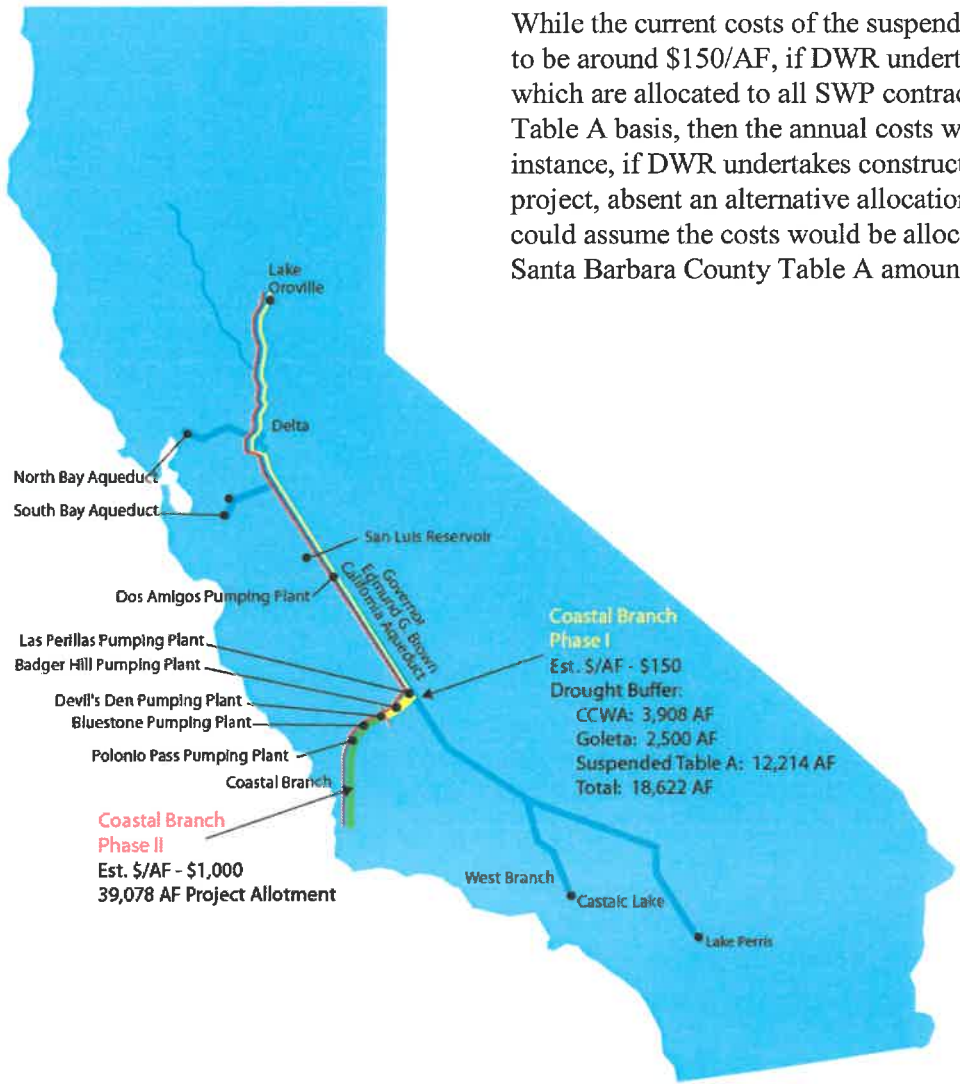 While the current costs of the suspend
to be around $150/AF, if DWR undert
which are allocated to all SWP contrac
Table A basis, then the annual costs w
instance, if DWR undertakes construct
project, absent an alternative allocation
could assume the costs would be alloc
Santa Barbara County Table A amoun
Lake
Oroville
Delta
North Bay Aqueduct
South Bay Aqueduct
San Luis Reservoir
Dos Amigos Pumping Plant
Governor
Edmund G. Brown
California Aqueduct
Las Perillas Pumping Plant
Badger Hill Pumping Plant
Devil's Den Pumping Plant
Bluestone Pumping Plant
Polonio Pass Pumping Plant
Coastal Branch
Coastal Branch
Phase I
Est. $/AF - $150
Drought Buffer:
CCWA: 3,908 AF
Goleta: 2,500 AF
Suspended Table A: 12,214 AF
Total: 18,622 AF
Coastal Branch
Phase II
Est. $/AF - $1,000
39,078 AF Project Allotment
West Branch
Castaic Lake
Lake Perris